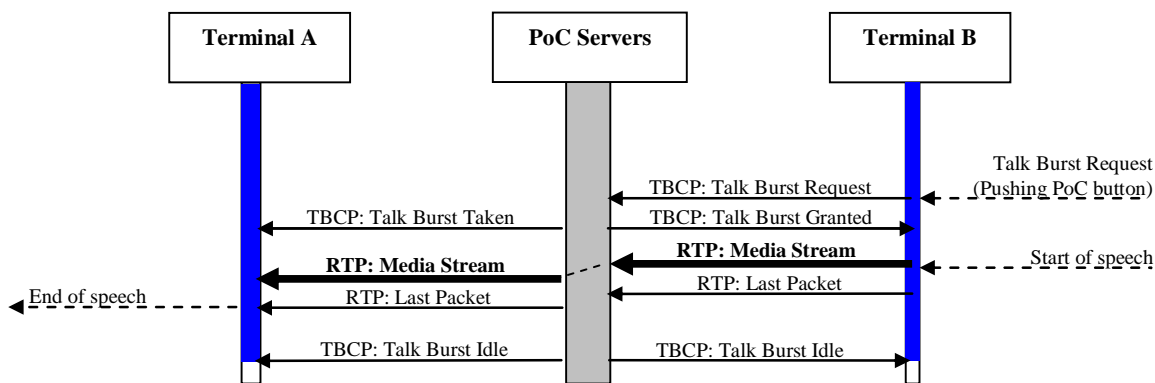 Terminal A
PoC Servers
Terminal B
Talk Burst Request
(Pushing PoC button)
TBCP: Talk Burst Request
TBCP: Talk Burst Taken
TBCP: Talk Burst Granted
RTP: Media Stream
Start of speech
RTP: Media Stream
RTP: Last Packet
End of speech
RTP: Last Packet
TBCP: Talk Burst Idle
TBCP: Talk Burst Idle